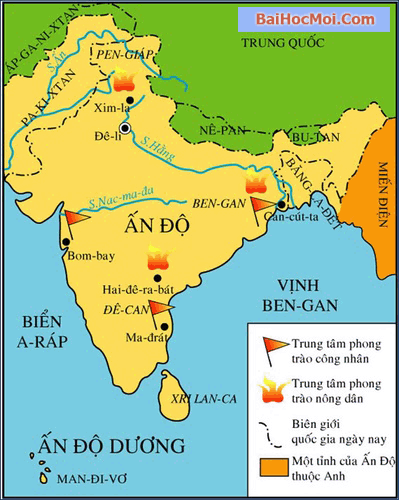 BaiHocMoi.Com
ÁP-GA-NI-XTAN
S.Ấn
PEN-GIÁP
TRUNG QUỐC
PA-KI-XTAN
Xim-la
Đê-li
S.Hằng
NÊ-PAN
BU-TAN
BĂNG-LA-ĐÉT
MIẾN ĐIỆN
S.Nac-ma-đa
BEN-GAN
Can-cút-ta
ẤN ĐỘ
Bom-bay
Hai-đê-ra-bát
VỊNH
BEN-GAN
BIỂN
A-RÁP
ĐÊ-CAN
Ma-đrát
XRI LAN-CA
ẤN ĐỘ DƯƠNG
MAN-ĐI-VƠ
Trung tâm phong
trào công nhân
Trung tâm phong
trào nông dân
Biên giới
quốc gia ngày nay
Một tỉnh của Ấn Độ
thuộc Anh